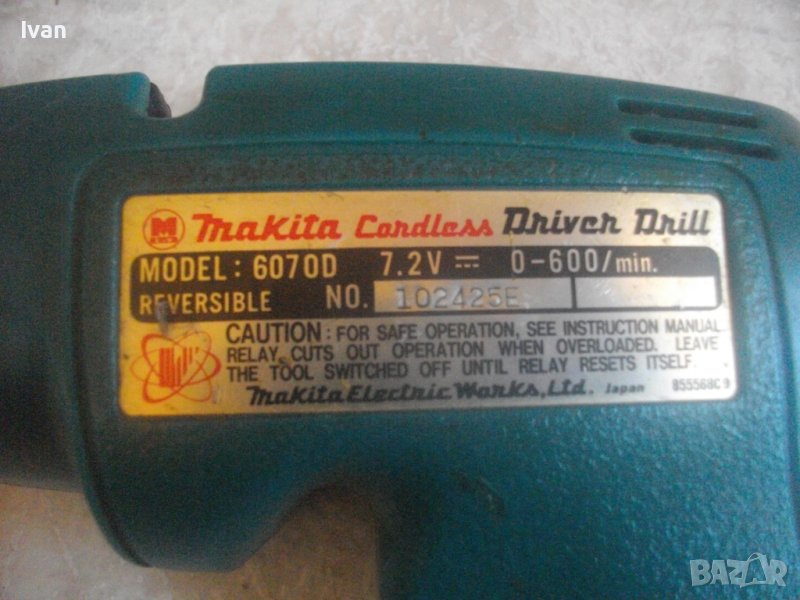 Ivan
M
Makita Cordless Driver Drill
MODEL: 6070D 7.2V 0-600/min.
REVERSIBLE NO. 102425E
CAUTION: FOR SAFE OPERATION, SEE INSTRUCTION MANUAL.
RELAY CUTS OUT OPERATION WHEN OVERLOADED. LEAVE
THE TOOL SWITCHED OFF UNTIL RELAY RESETS ITSELF.
Makita Electric Works, Ltd. Japan 855568C9
BAZAR